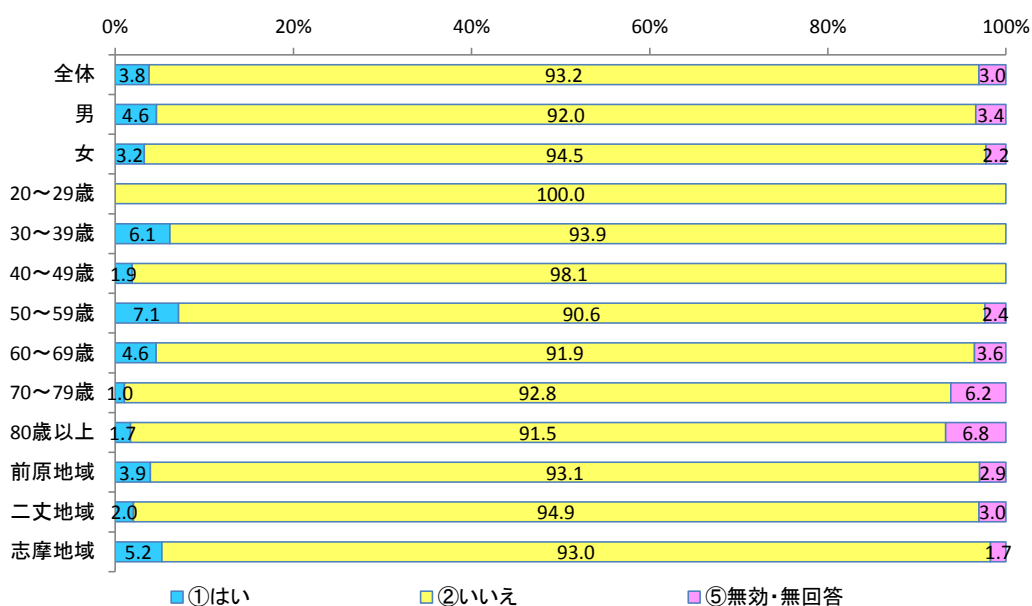 0% 20% 40% 60% 80% 100%
全体 3.8 93.2 3.0
男 4.6 92.0 3.4
女 3.2 94.5 2.2
20～29歳 100.0
30～39歳 6.1 93.9
40～49歳 1.9 98.1
50～59歳 7.1 90.6 2.4
60～69歳 4.6 91.9 3.6
70～79歳 1.0 92.8 6.2
80歳以上 1.7 91.5 6.8
前原地域 3.9 93.1 2.9
二丈地域 2.0 94.9 3.0
志摩地域 5.2 93.0 1.7
①はい ②いいえ ⑤無効・無回答